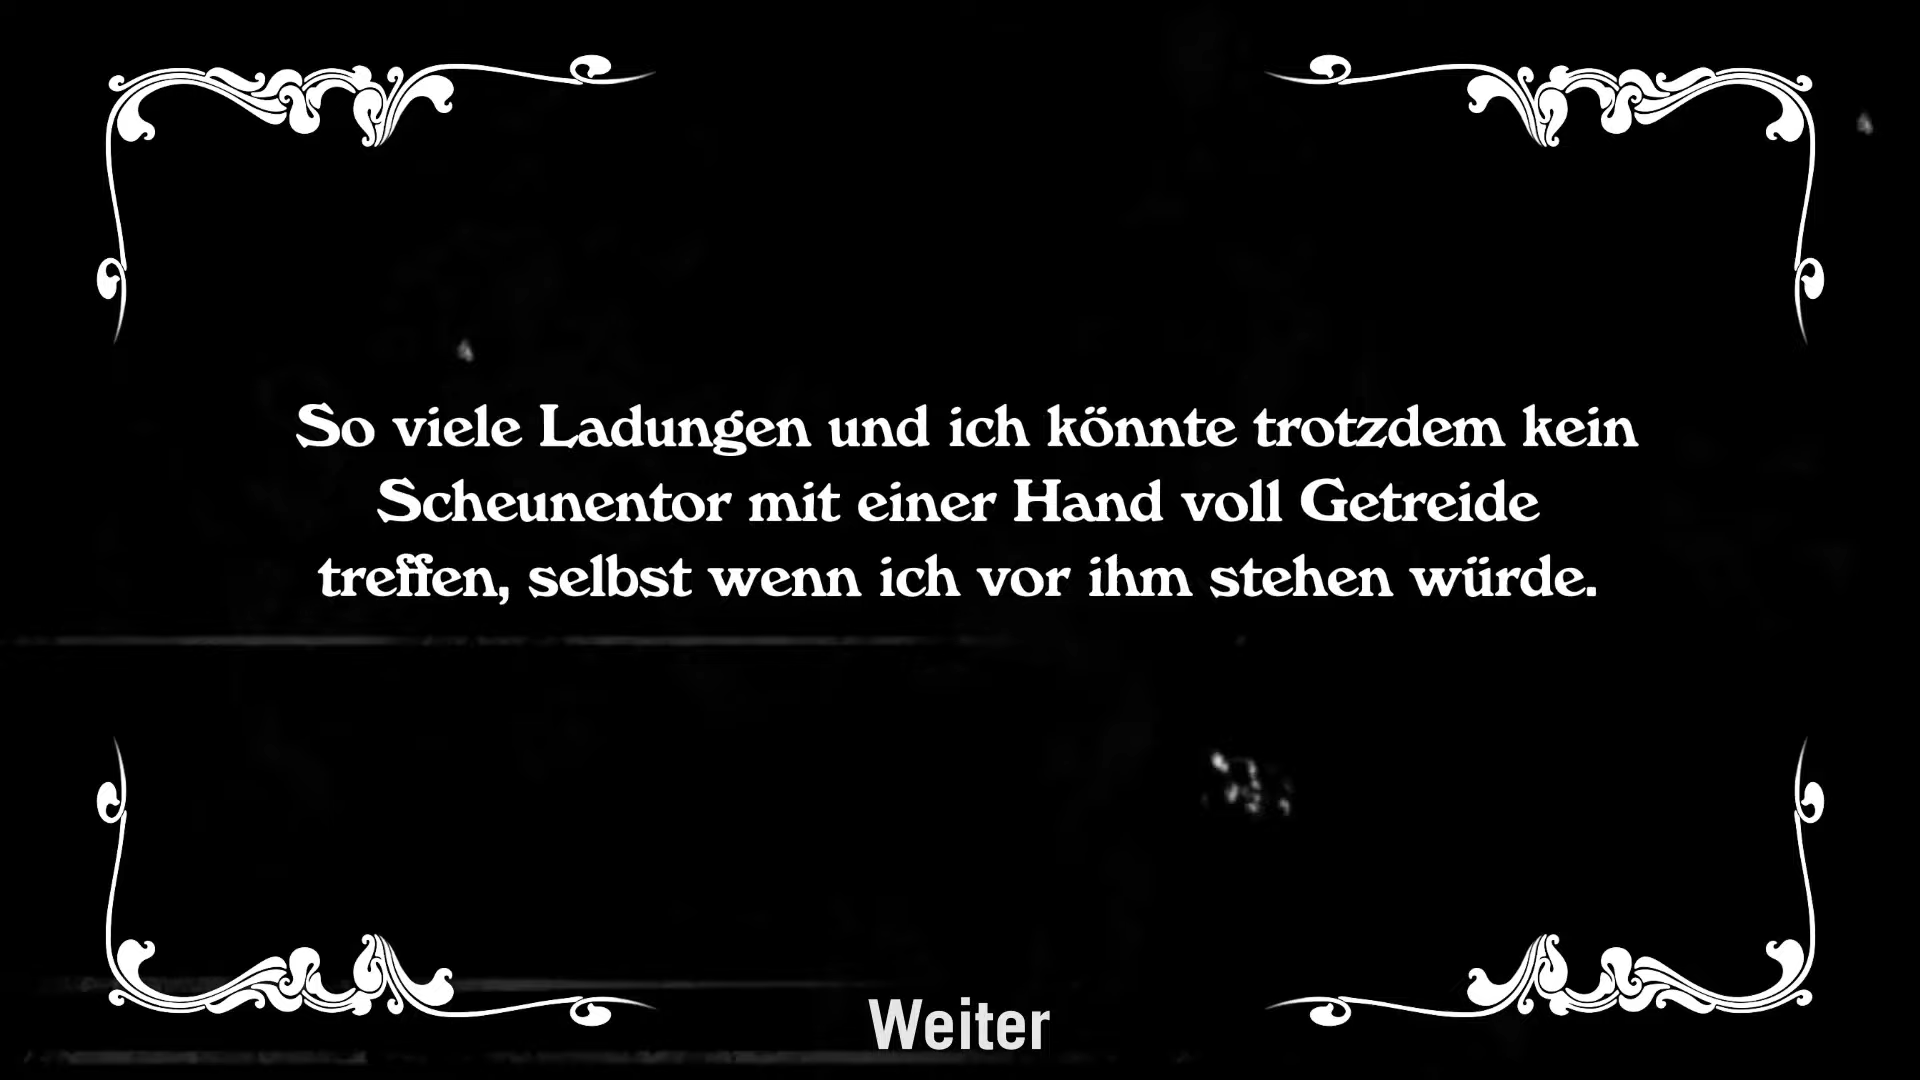 So viele Ladungen und ich könnte trotzdem kein
Scheunentor mit einer Hand voll Getreide
treffen, selbst wenn ich vor ihm stehen würde.
Weiter